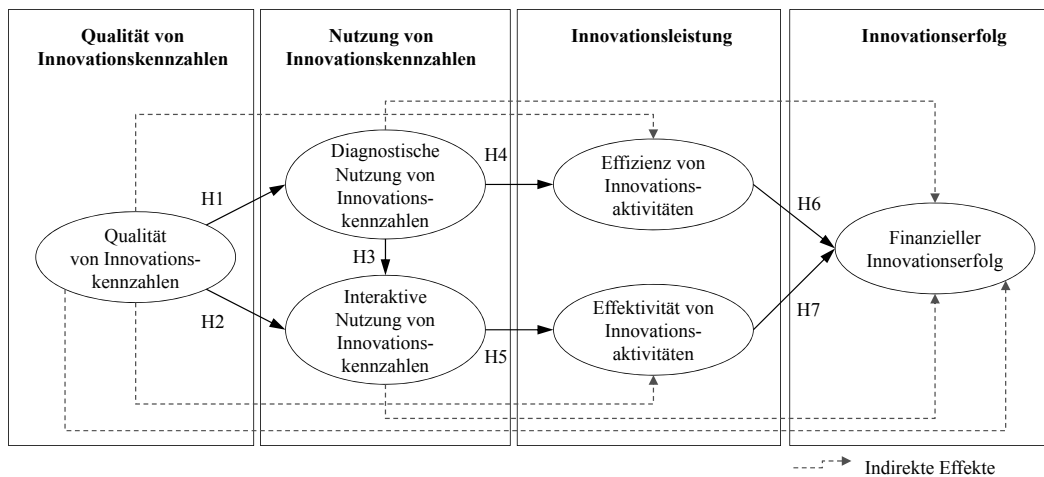 Qualität von
Innovationskennzahlen
Nutzung von
Innovationskennzahlen
Innovationsleistung
Innovationserfolg
Diagnostische
Nutzung von
Innovations-
kennzahlen
H4
Effizienz von
Innovations-
aktivitäten
H1
H6
Qualität
von Innovations-
kennzahlen
H3
Finanzieller
Innovationserfolg
H2
Interaktive
Nutzung von
Innovations-
kennzahlen
H5
Effektivität von
Innovations-
aktivitäten
H7
Indirekte Effekte